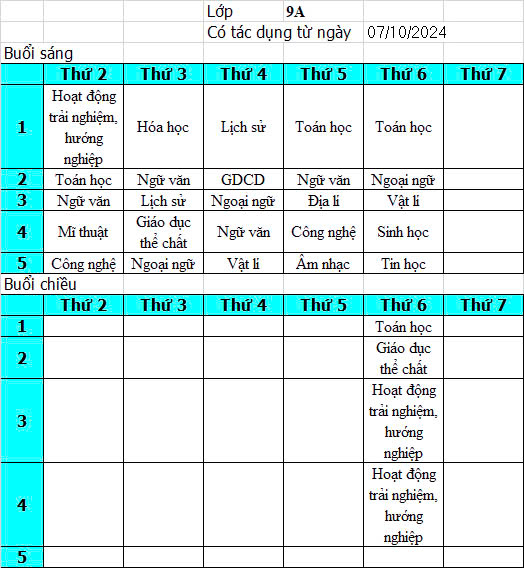 Lớp 9A
Có tác dụng từ ngày 07/10/2024
Buổi sáng
Thứ 2 Thứ 3 Thứ 4 Thứ 5 Thứ 6 Thứ 7
1 Hoạt động trải nghiệm, hướng nghiệp Hóa học Lịch sử Toán học Toán học
2 Toán học Ngữ văn GDCD Ngữ văn Ngoại ngữ
3 Ngữ văn Lịch sử Ngoại ngữ Địa lí Vật lí
4 Mĩ thuật Giáo dục thể chất Ngữ văn Công nghệ Sinh học
5 Công nghệ Ngoại ngữ Vật lí Âm nhạc Tin học
Buổi chiều
Thứ 2 Thứ 3 Thứ 4 Thứ 5 Thứ 6 Thứ 7
1 Toán học
2 Giáo dục thể chất
3 Hoạt động trải nghiệm, hướng nghiệp
4 Hoạt động trải nghiệm, hướng nghiệp
5